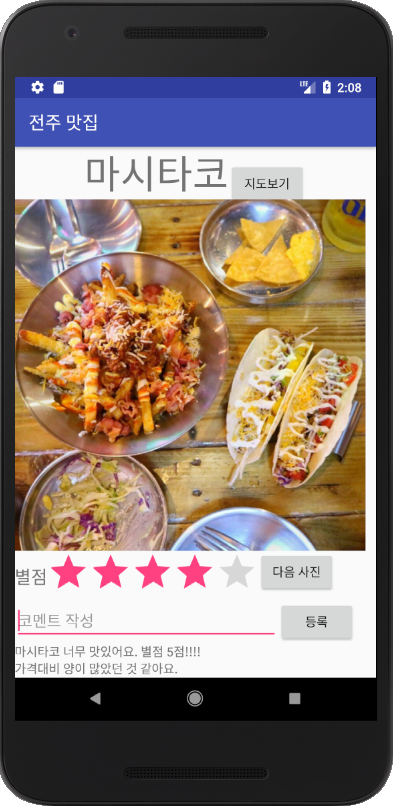 LTE 2:08
전주 맛집
마시타코 지도보기
별점 다음 사진
코멘트 작성 등록
마시타코 너무 맛있어요. 별점 5점!!!!
가격대비 양이 많았던 것 같아요.